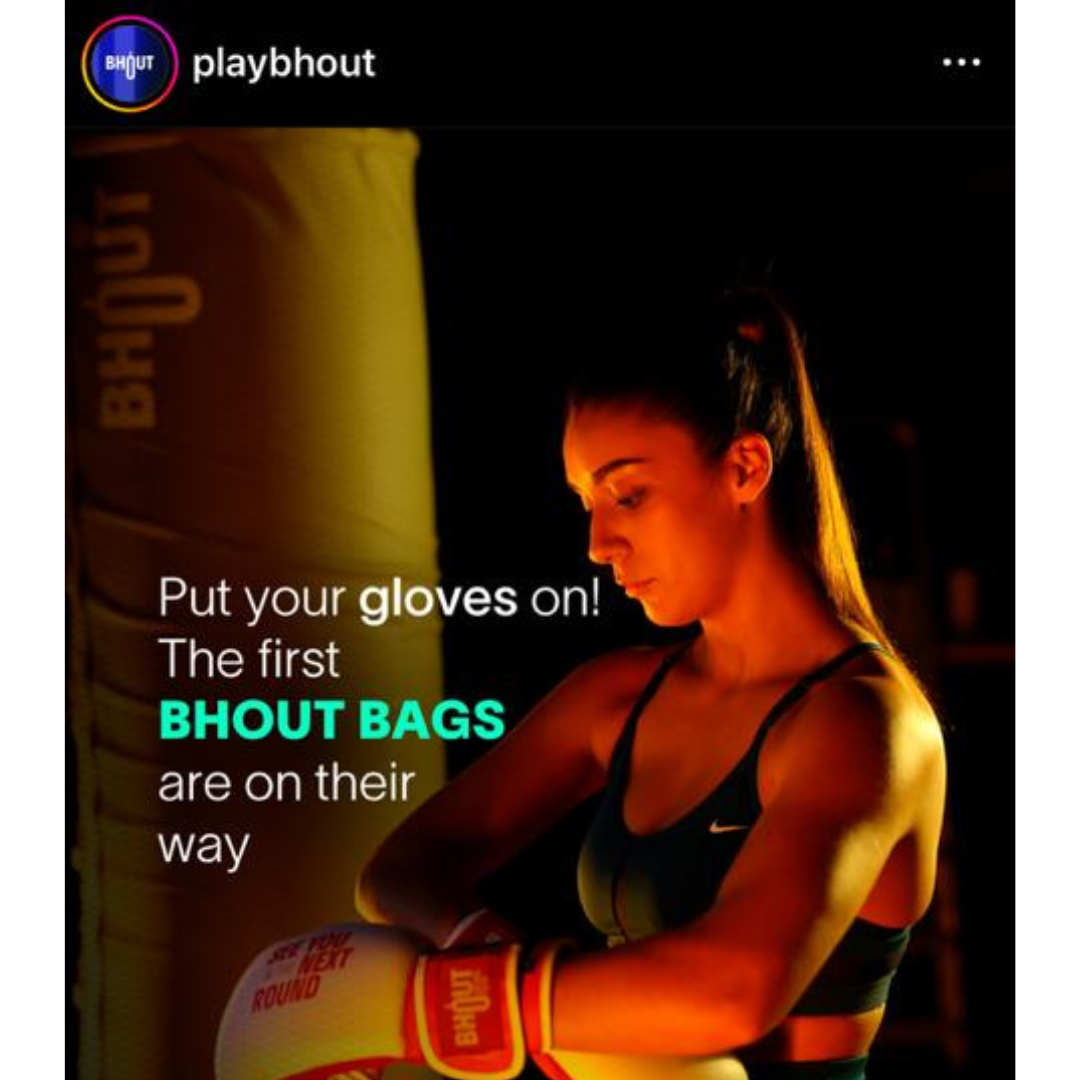 BHOUT
playbhout
BHOUT
Put your gloves on!
The first
BHOUT BAGS
are on their
way
SEE YOU
NEXT
ROUND
BHOUT